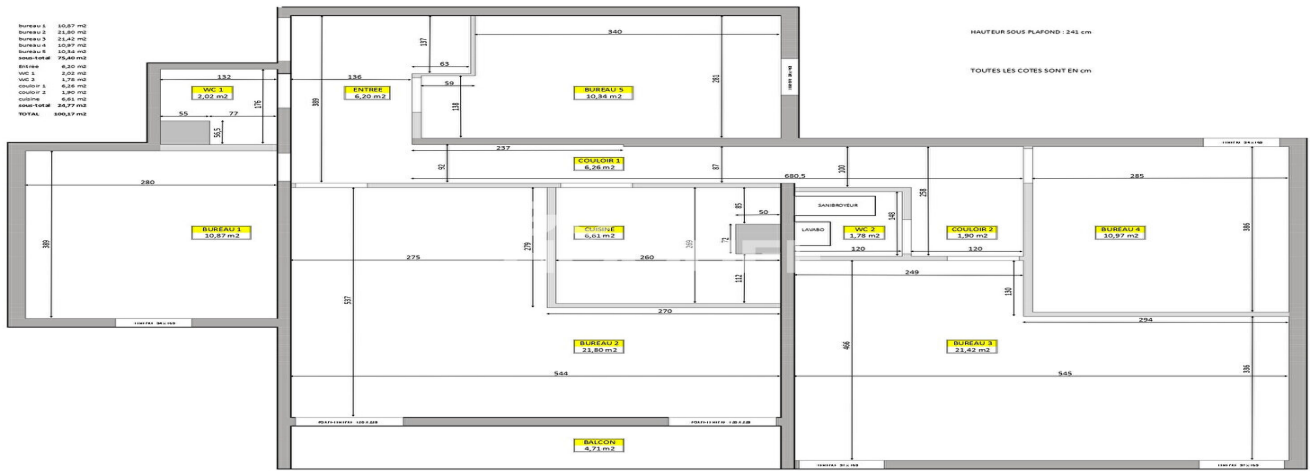 bureau 1 10,87 m2
bureau 2 21,80 m2
bureau 3 21,42 m2
bureau 4 10,97 m2
bureau 5 10,34 m2
sous-total 75,40 m2
Entrée 6,20 m2
WC 1 2,02 m2
WC 2 1,78 m2
couloir 1 6,26 m2
couloir 2 1,90 m2
cuisine 6,61 m2
sous-total 24,77 m2
TOTAL 100,17 m2
HAUTEUR SOUS PLAFOND : 241 cm
TOUTES LES COTES SONT EN cm
340
137
63
59
138
281
BUREAU 5
10,34 m2
136
389
ENTREE
6,20 m2
132
WC 1
2,02 m2
176
55
77
56,5
237
COULOIR 1
6,26 m2
92
87
680,5
100
258
280
389
BUREAU 1
10,87 m2
285
386
BUREAU 4
10,97 m2
SANIBROYEUR
LAVABO
148
WC 2
1,78 m2
120
COULOIR 2
1,90 m2
120
85
50
72
CUISINE
6,61 m2
279
269
275
260
112
270
537
BUREAU 2
21,80 m2
544
249
130
294
466
BUREAU 3
21,42 m2
336
545
BALCON
4,71 m2